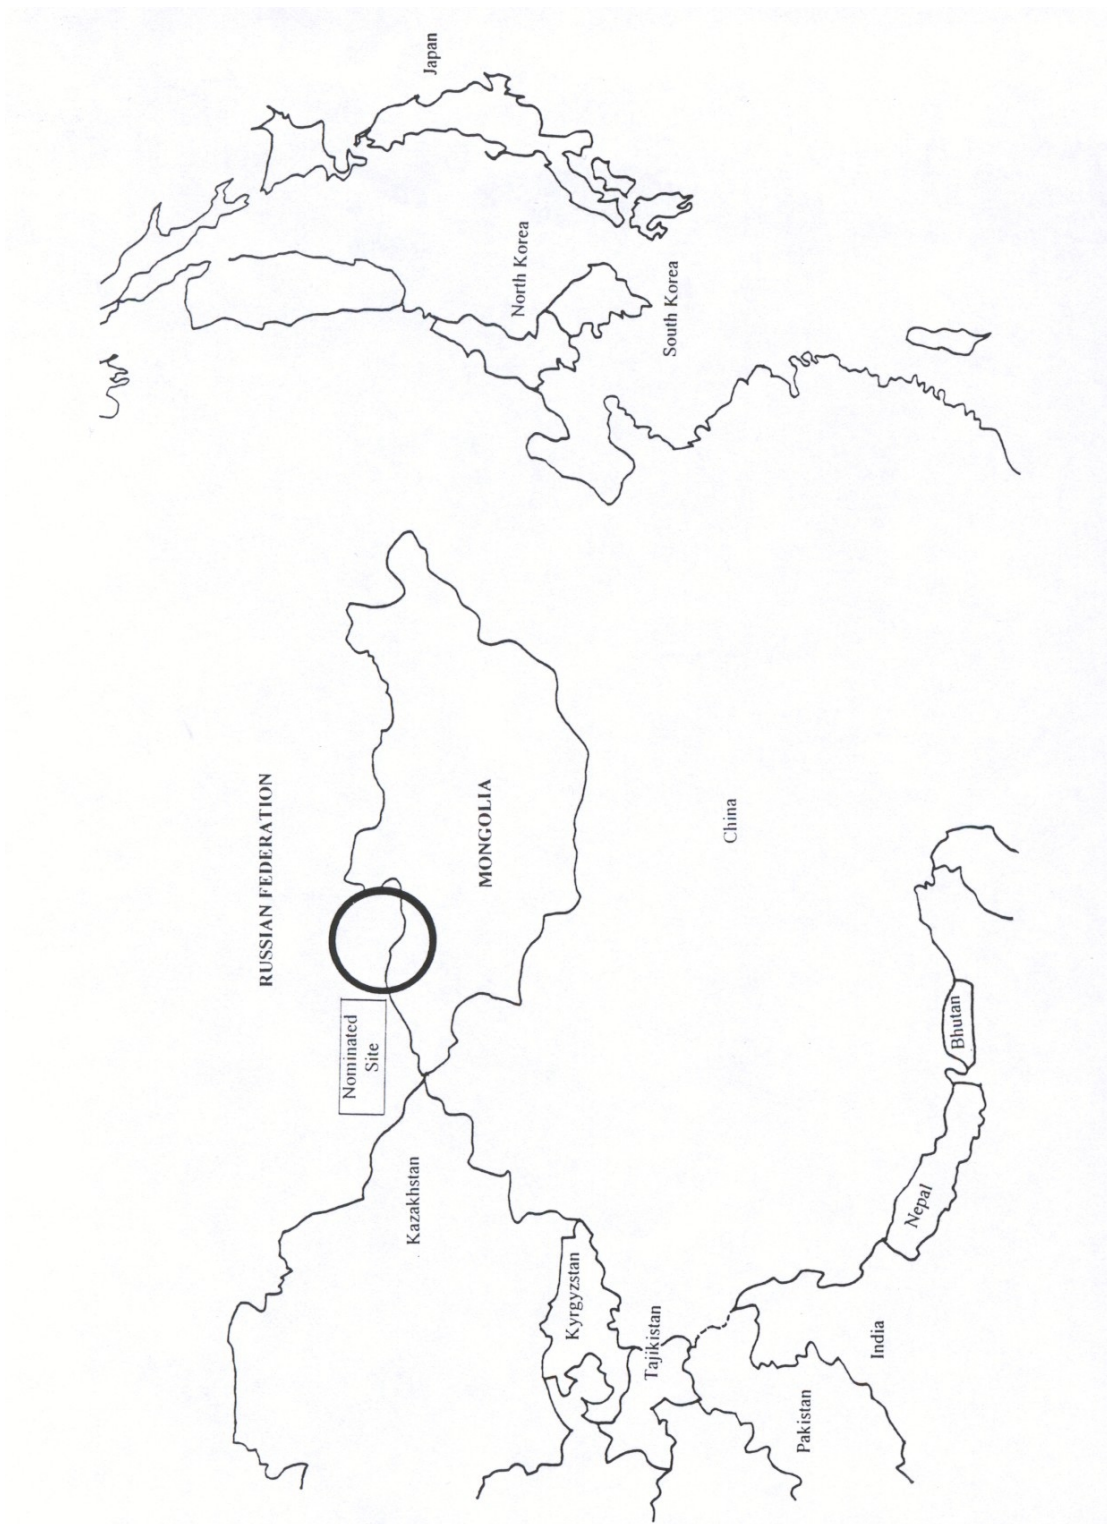 Japan
North Korea
South Korea
RUSSIAN FEDERATION
MONGOLIA
China
Nominated
Site
Kazakhstan
Bhutan
Nepal
Kyrgyzstan
Tajikistan
India
Pakistan